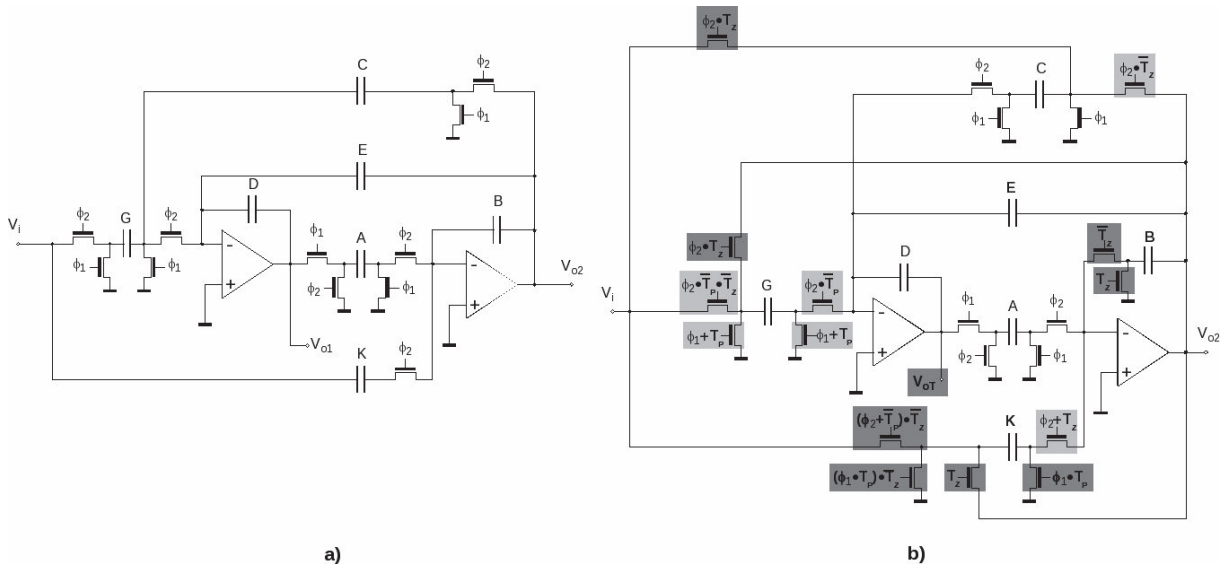 C
ϕ2
ϕ1
E
D
B
Vi
ϕ2
G
ϕ2
ϕ1
ϕ1
ϕ1
A
ϕ2
ϕ2
ϕ1
Vo2
Vo1
K
ϕ2
a)
ϕ2•Tz
ϕ2
C
ϕ2•T̅z
ϕ1
ϕ1
E
ϕ2•Tz
D
T̅z
B
Tz
Vi
ϕ2•T̅P•T̅z
G
ϕ2•T̅P
ϕ1
A
ϕ2
ϕ1+TP
ϕ1+TP
ϕ2
ϕ1
Vo2
VoT
(ϕ2+T̅P)•T̅z
K
ϕ2+Tz
(ϕ1•TP)•T̅z
Tz
ϕ1•TP
b)